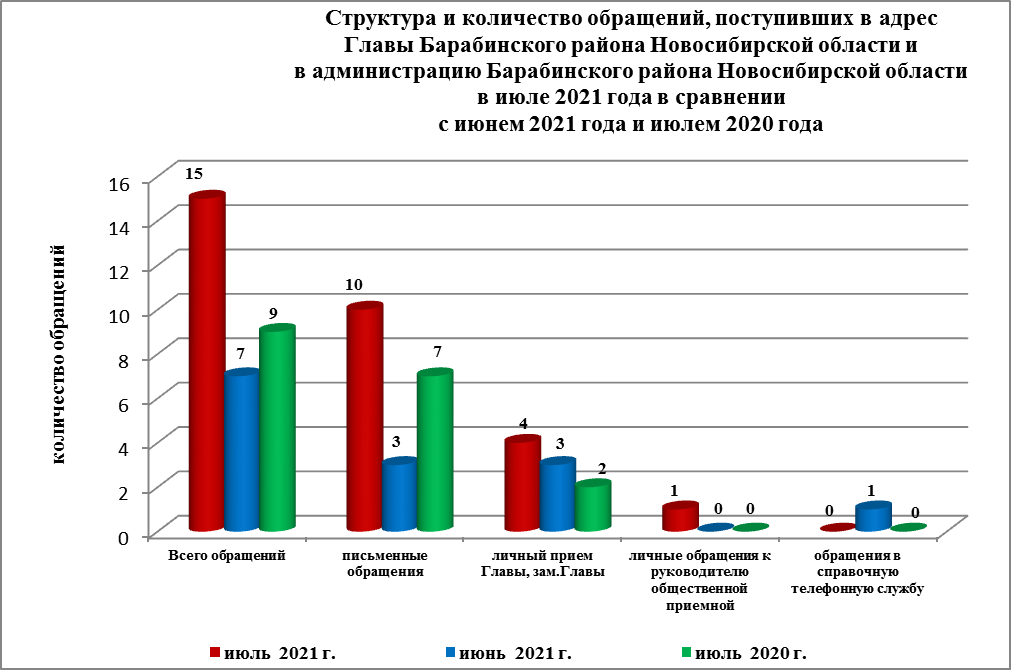 Структура и количество обращений, поступивших в адрес
Главы Барабинского района Новосибирской области и
в администрацию Барабинского района Новосибирской области
в июле 2021 года в сравнении
с июнем 2021 года и июлем 2020 года
количество обращений
16
14
12
10
8
6
4
2
0
15
7
9
10
3
7
4
3
2
1
0
0
0
1
0
Всего обращений
письменные
обращения
личный прием
Главы, зам.Главы
личные обращения к
руководителю
общественной
приемной
обращения в
справочную
телефонную службу
июль 2021 г.
июнь 2021 г.
июль 2020 г.